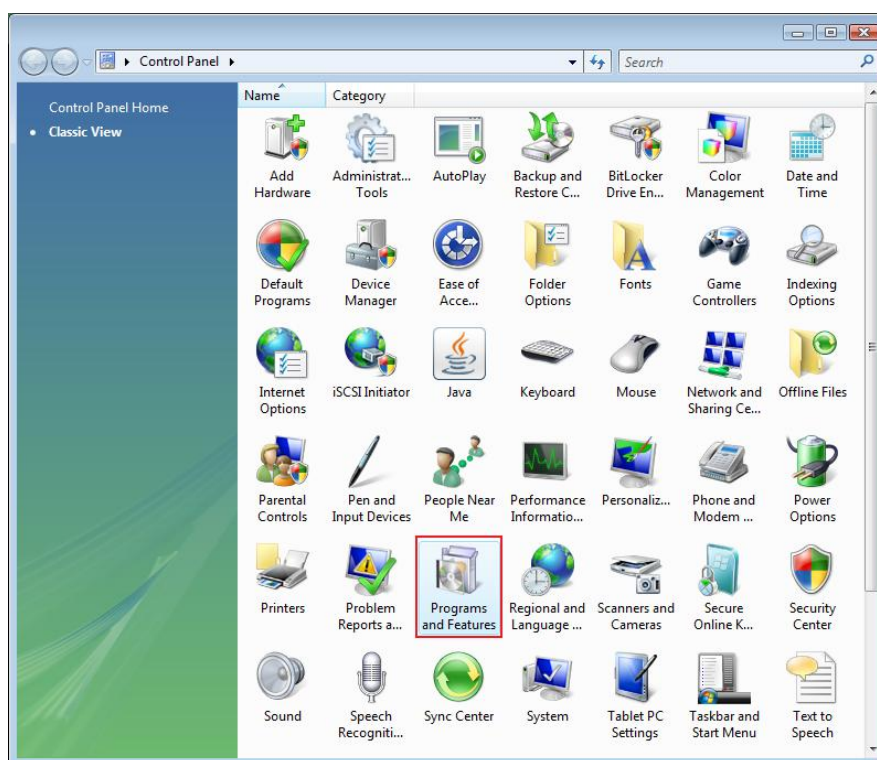 Control Panel
Search
Control Panel Home
Classic View
Name Category
Add Hardware
Administrat... Tools
AutoPlay
Backup and Restore C...
BitLocker Drive En...
Color Management
Date and Time
Default Programs
Device Manager
Ease of Acce...
Folder Options
Fonts
Game Controllers
Indexing Options
Internet Options
iSCSI Initiator
Java
Keyboard
Mouse
Network and Sharing Ce...
Offline Files
Parental Controls
Pen and Input Devices
People Near Me
Performance Informatio...
Personaliz...
Phone and Modem ...
Power Options
Printers
Problem Reports a...
Programs and Features
Regional and Language ...
Scanners and Cameras
Secure Online K...
Security Center
Sound
Speech Recogniti...
Sync Center
System
Tablet PC Settings
Taskbar and Start Menu
Text to Speech